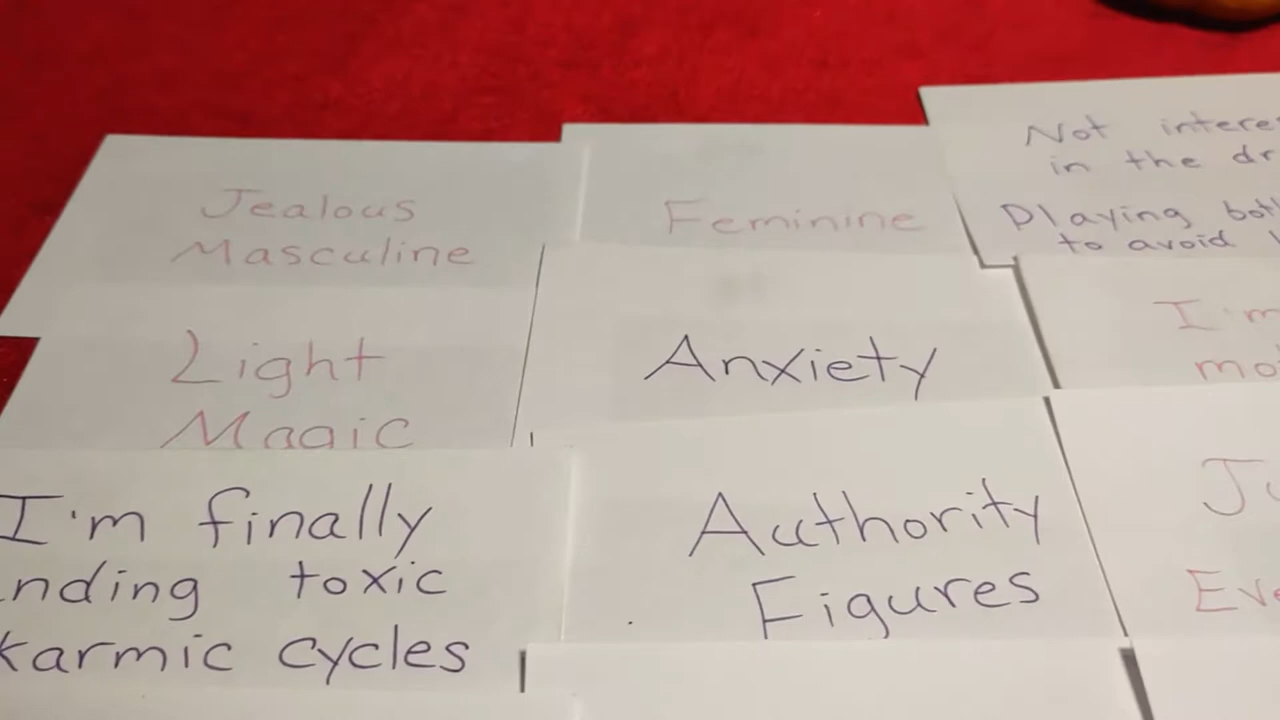 Jealous
Masculine
Light
Magic
I'm finally
nding toxic
karmic cycles
Feminine
Anxiety
Authority
Figures
Not
in the
Playing
to avoid
I'm